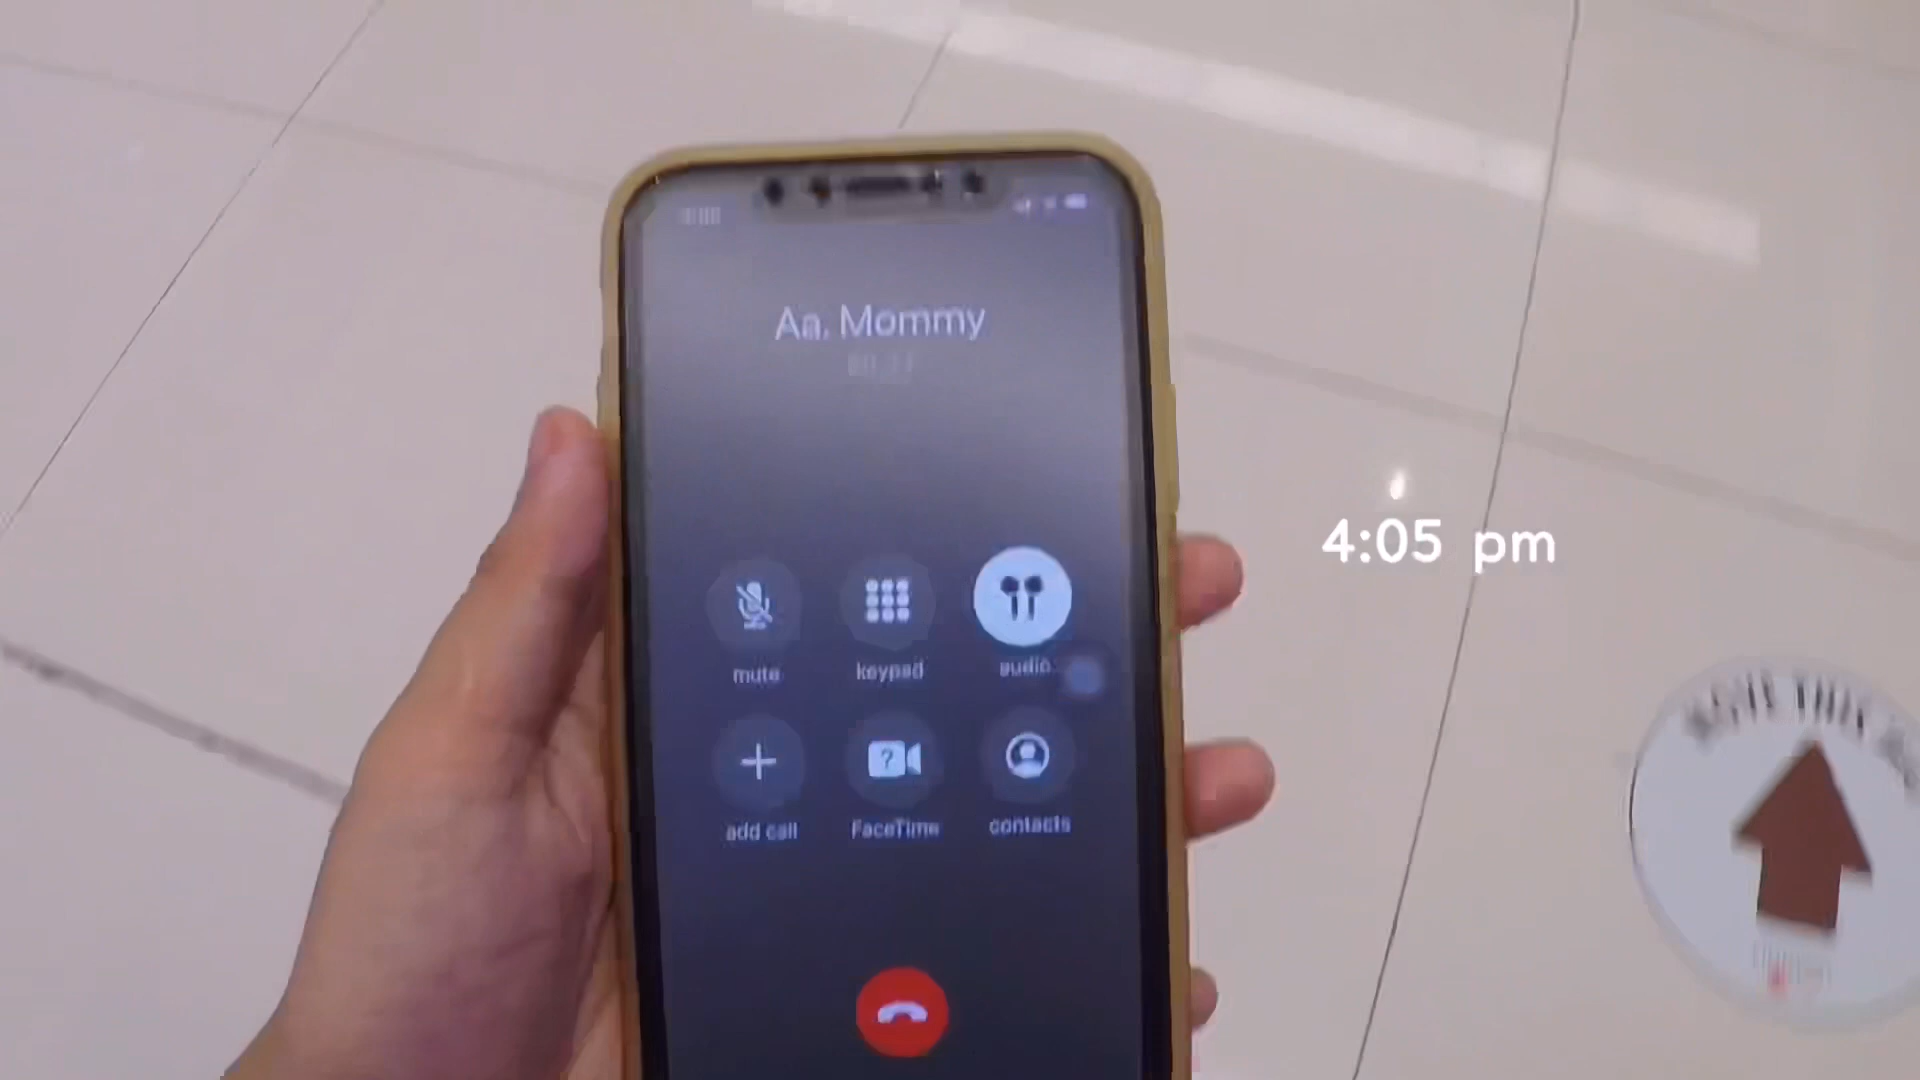 Aa. Mommy
4:05 pm
mute
keypad
audio
add call
FaceTime
contacts